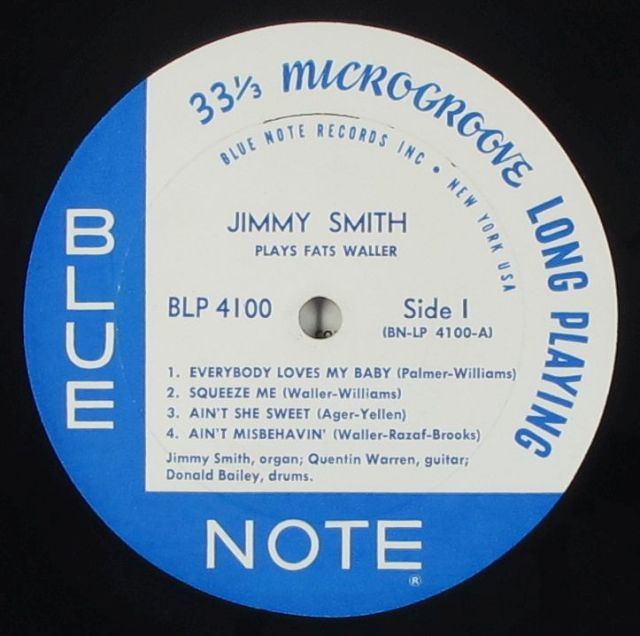 33 1/3 MICROGROOVE LONG PLAYING
BLUE NOTE RECORDS INC • NEW YORK USA
JIMMY SMITH
PLAYS FATS WALLER
BLP 4100
Side 1
(BN-LP 4100-A)
1. EVERYBODY LOVES MY BABY (Palmer-Williams)
2. SQUEEZE ME (Waller-Williams)
3. AIN'T SHE SWEET (Ager-Yellen)
4. AIN'T MISBEHAVIN' (Waller-Razaf-Brooks)
Jimmy Smith, organ; Quentin Warren, guitar;
Donald Bailey, drums.
BLUE
NOTE
®